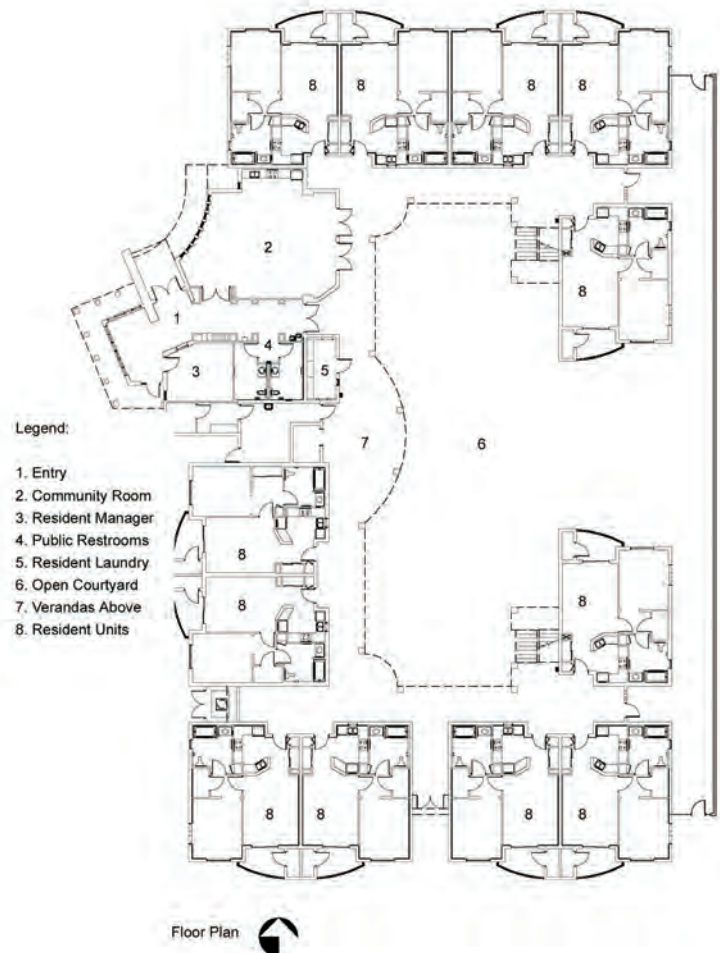 8
8
8
8
2
8
1
4
3
5
Legend:
7
6
1. Entry
2. Community Room
3. Resident Manager
4. Public Restrooms
5. Resident Laundry
6. Open Courtyard
7. Verandas Above
8. Resident Units
8
8
8
8
8
8
8
Floor Plan